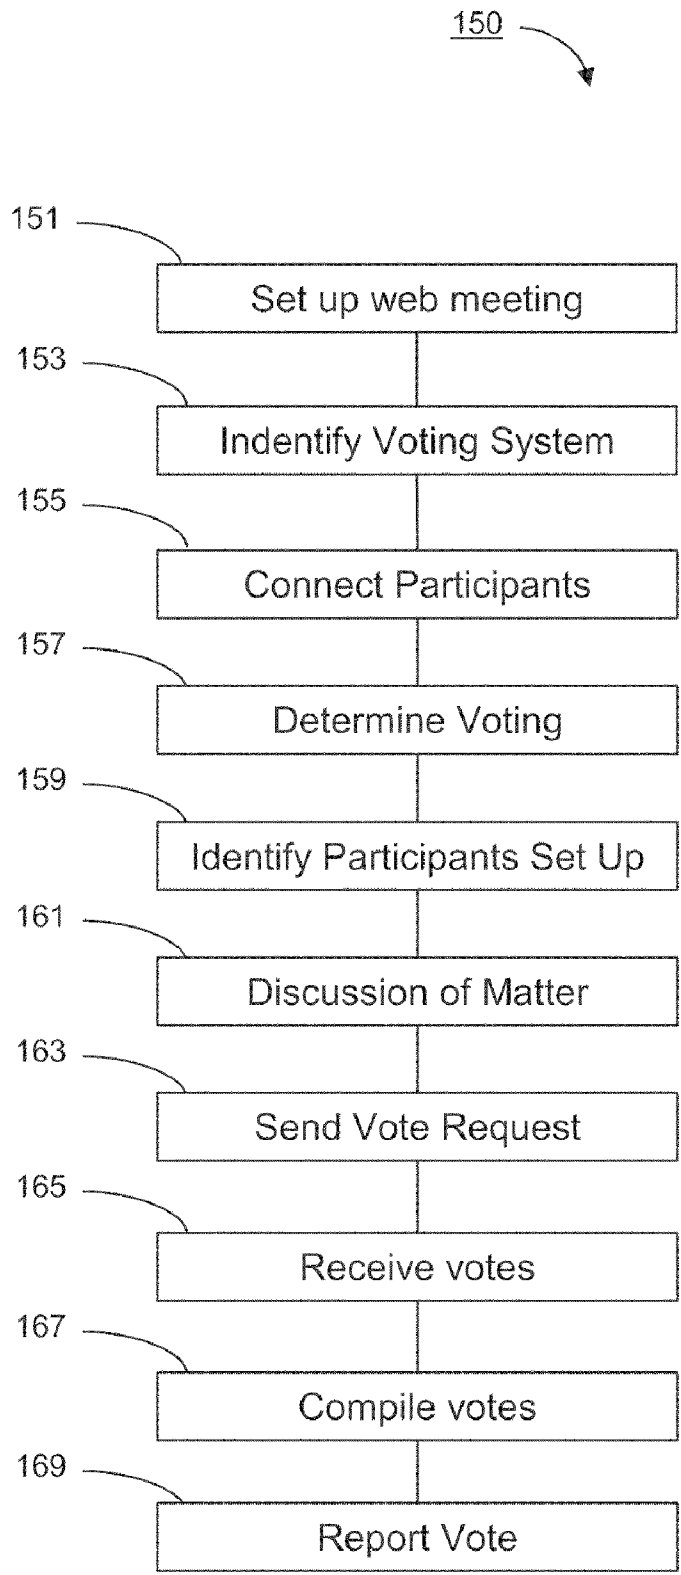 150
151
Set up web meeting
153
Indentify Voting System
155
Connect Participants
157
Determine Voting
159
Identify Participants Set Up
161
Discussion of Matter
163
Send Vote Request
165
Receive votes
167
Compile votes
169
Report Vote